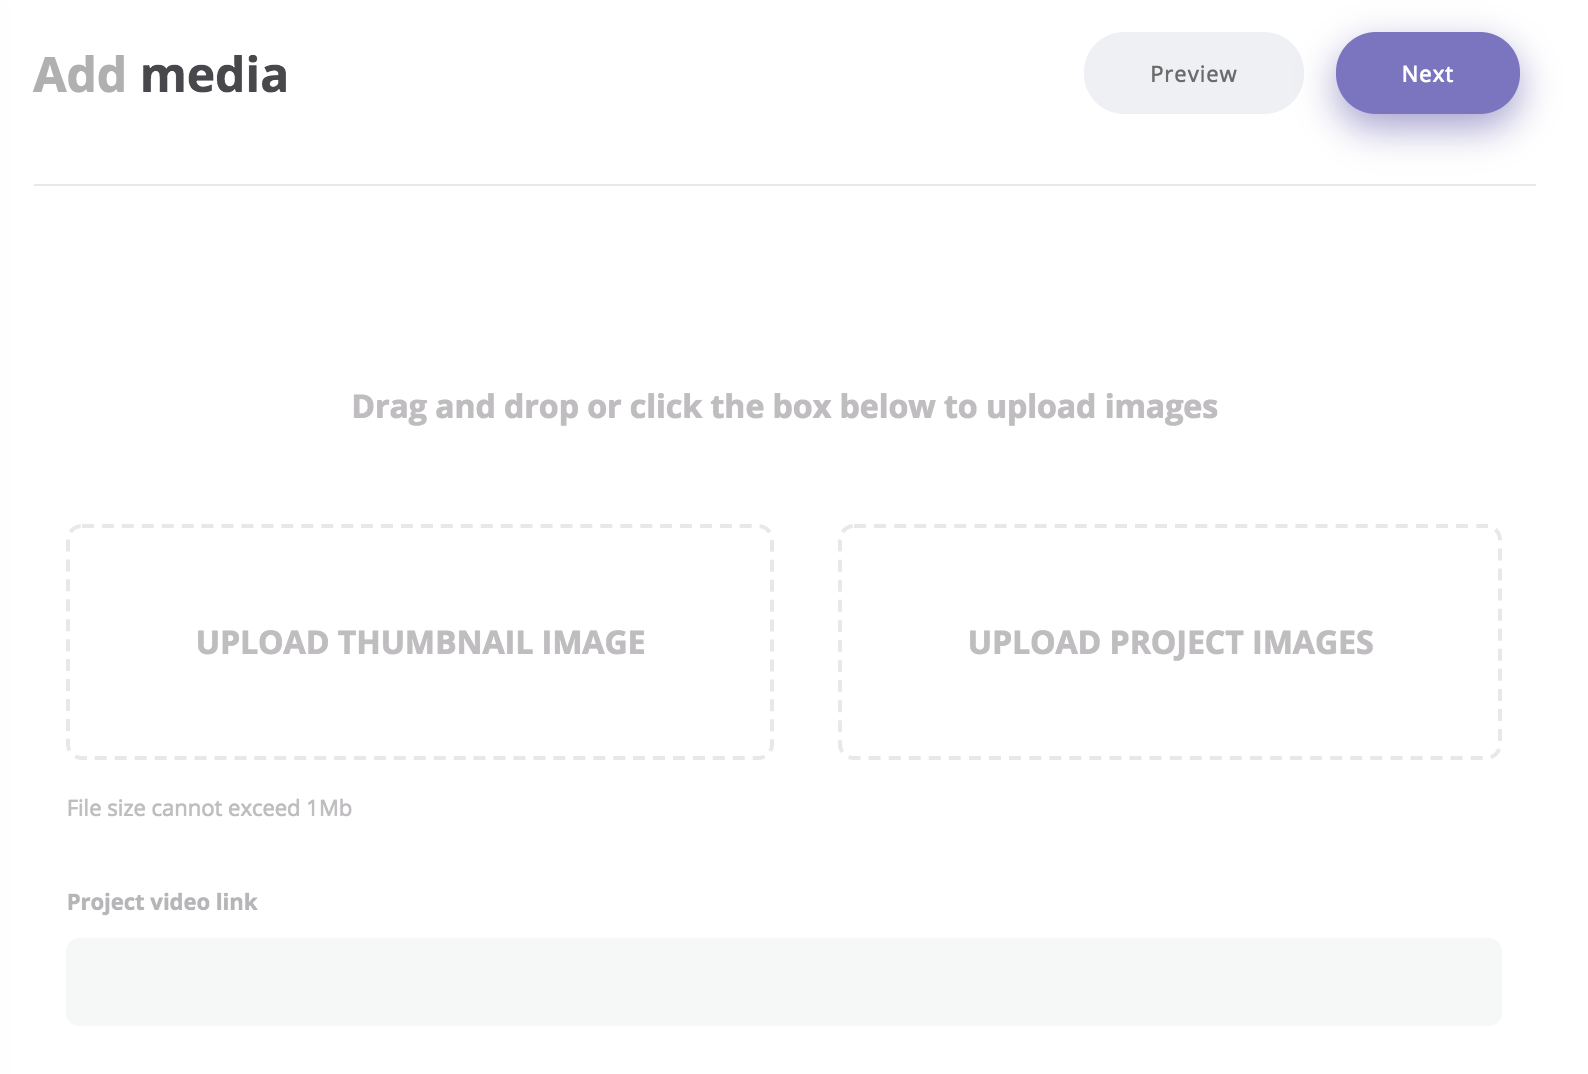 Add media
Preview
Next
Drag and drop or click the box below to upload images
UPLOAD THUMBNAIL IMAGE
UPLOAD PROJECT IMAGES
File size cannot exceed 1Mb
Project video link